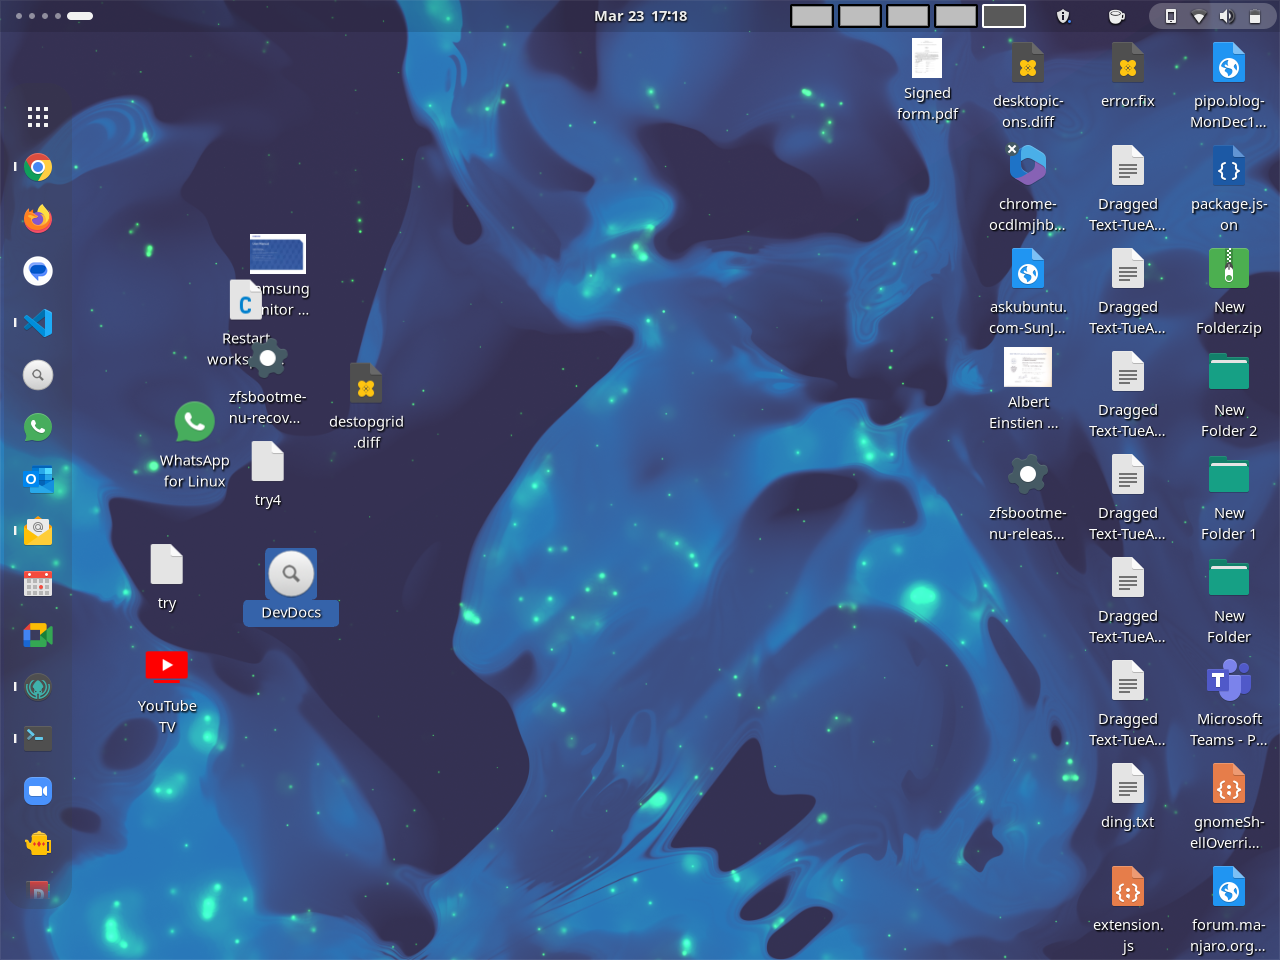 Mar 23  17:18
Signed
form.pdf
desktopic-
ons.diff
error.fix
pipo.blog-
MonDec1...
chrome-
ocdlmjhb...
Dragged
Text-TueA...
package.js-
on
amsung
nitor ...
Restart
works
askubuntu.
com-SunJ...
Dragged
Text-TueA...
New
Folder.zip
zfsbootme-
nu-recov...
destopgrid
.diff
Albert
Einstien ...
Dragged
Text-TueA...
New
Folder 2
WhatsApp
for Linux
try4
zfsbootme-
nu-releas...
Dragged
Text-TueA...
New
Folder 1
try
DevDocs
Dragged
Text-TueA...
New
Folder
YouTube
TV
Dragged
Text-TueA...
Microsoft
Teams - P...
ding.txt
gnomeSh-
ellOverri...
extension.
js
forum.ma-
njaro.org...